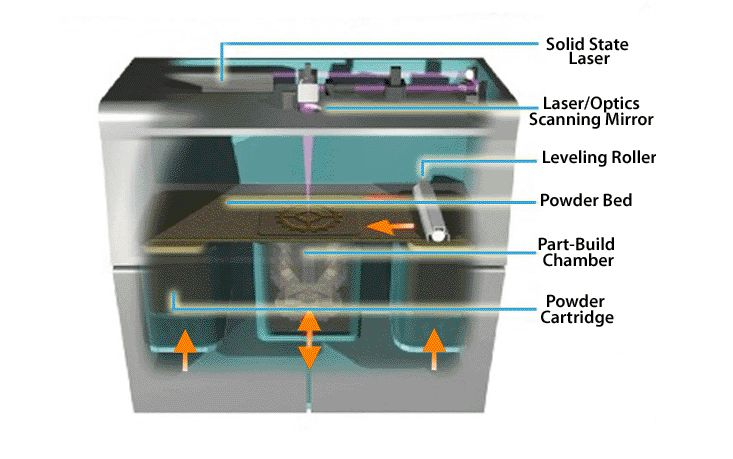 Solid State
Laser
Laser/Optics
Scanning Mirror
Leveling Roller
Powder Bed
Part-Build
Chamber
Powder
Cartridge